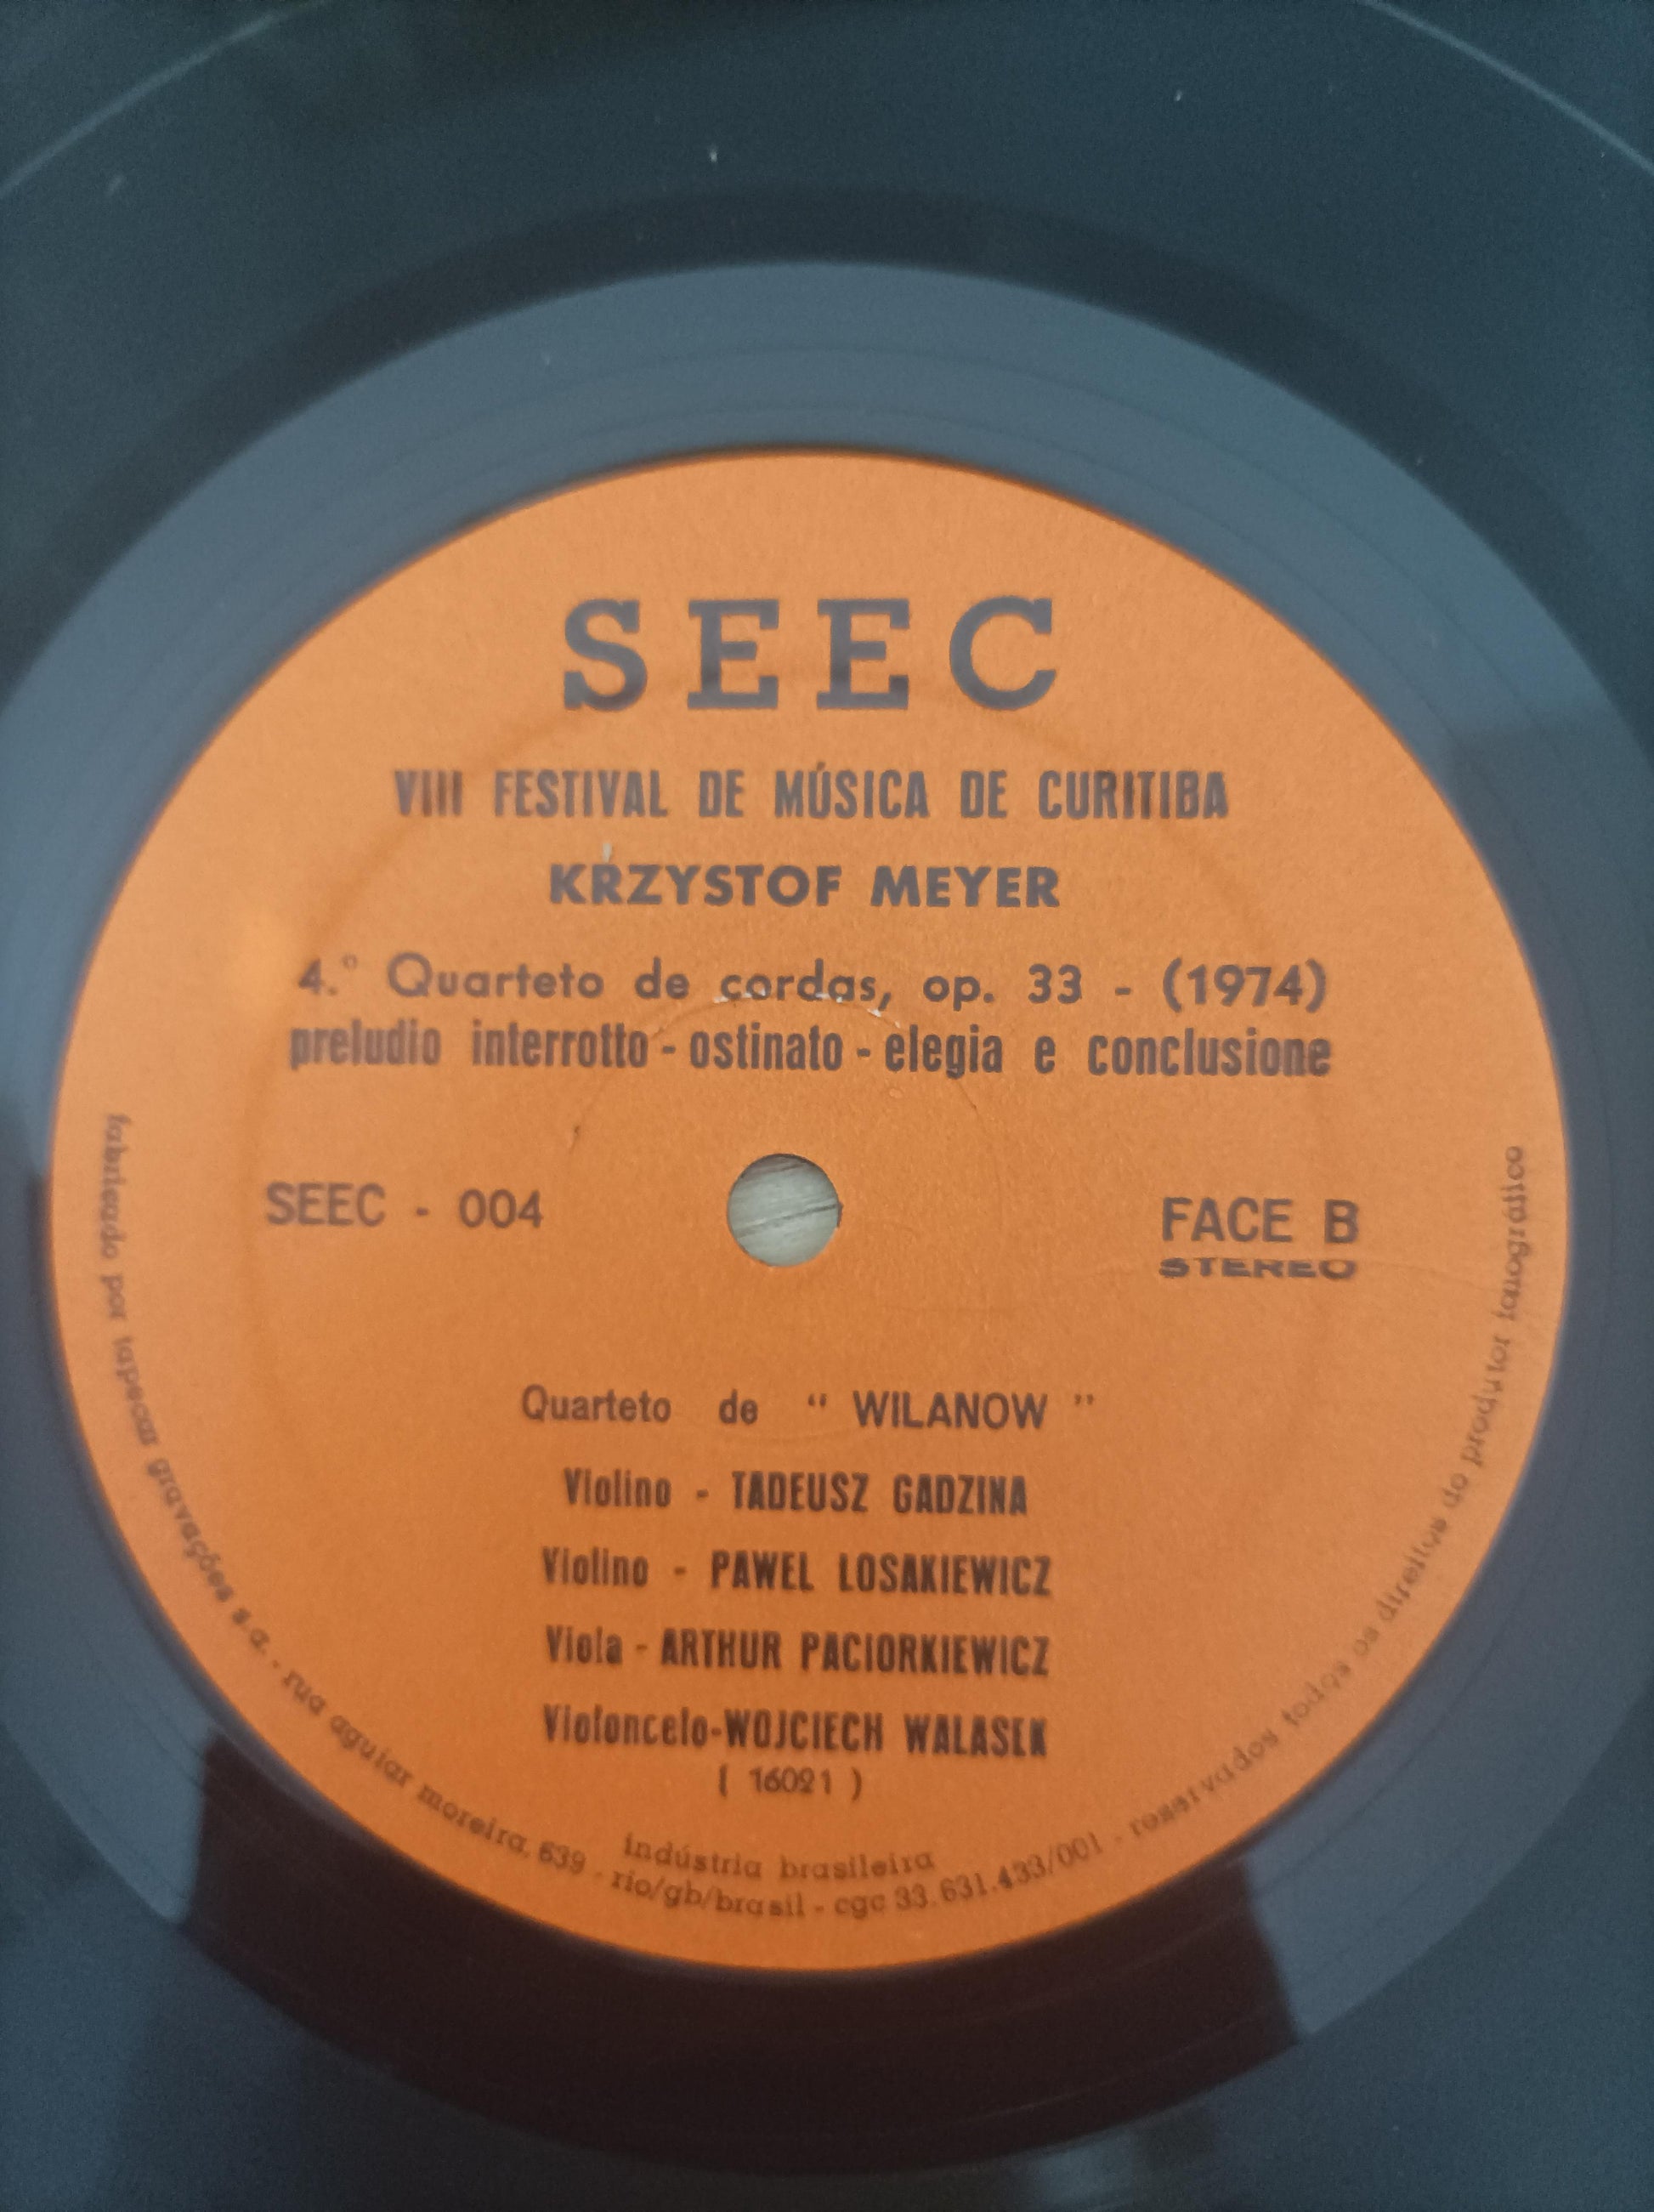 SEEC
VIII FESTIVAL DE MÚSICA DE CURITIBA
KRZYSTOF MEYER
4.º Quarteto de cordas, op. 33 - (1974)
preludio interrotto - ostinato - elegia e conclusione
SEEC - 004
FACE B
STEREO
Quarteto de " WILANOW "
Violino - TADEUSZ GADZINA
Violino - PAWEL LOSAKIEWICZ
Viola - ARTHUR PACIORKIEWICZ
Violoncelo-WOJCIECH WALASEK
( 16021 )
indústria brasileira
fabricado por tapecar gravações s.a. - rua aguiar moreira, 639 - rio/gb/brasil - cgc 33.631.433/001 - reservados todos os direitos do produtor fonográfico